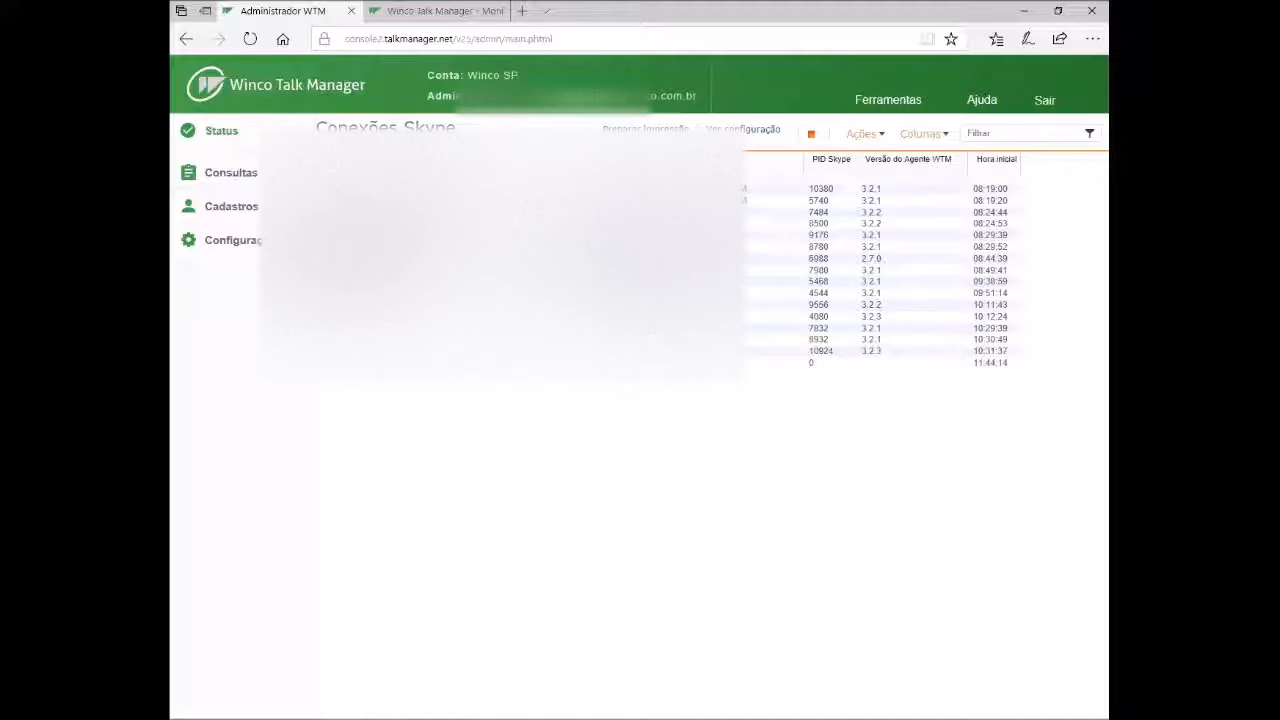 Administrador WTM
Winco Talk Manager - Moni
console2.talkmanager.net/v25/admin/main.phtml
Winco Talk Manager
Conta: Winco SP
Admi
o.com.br
Ferramentas
Ajuda
Sair
Status
Consultas
Cadastros
Configuraç
Conexões Skype
Preparar impressão
Ver configuração
Ações
Colunas
Filtrar
PID Skype Versão do Agente WTM Hora inicial
10380 3.2.1 08:19:00
5740 3.2.1 08:19:20
7484 3.2.2 08:24:44
8500 3.2.2 08:24:53
9176 3.2.1 08:29:39
8780 3.2.1 08:29:52
6988 2.7.0 08:44:39
7980 3.2.1 08:49:41
5468 3.2.1 09:38:59
4544 3.2.1 09:51:14
9556 3.2.2 10:11:43
4080 3.2.3 10:12:24
7832 3.2.1 10:29:39
8932 3.2.1 10:30:49
10924 3.2.3 10:31:37
0 11:44:14